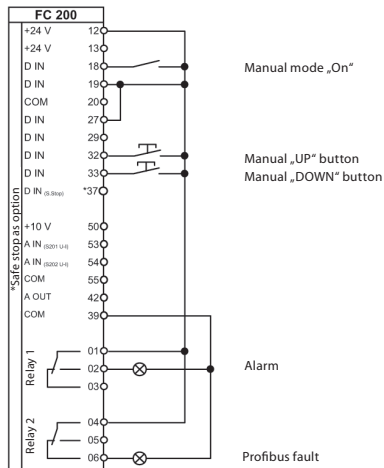 FC 200
+24 V 12
+24 V 13
D IN 18 Manual mode „On“
D IN 19
COM 20
D IN 27
D IN 29
D IN 32 Manual „UP“ button
D IN 33 Manual „DOWN“ button
D IN (S.Stop) *37
*Safe stop as option
+10 V 50
A IN (S201 U-I) 53
A IN (S202 U-I) 54
COM 55
A OUT 42
COM 39
Relay 1
01
02 Alarm
03
Relay 2
04
05
06 Profibus fault